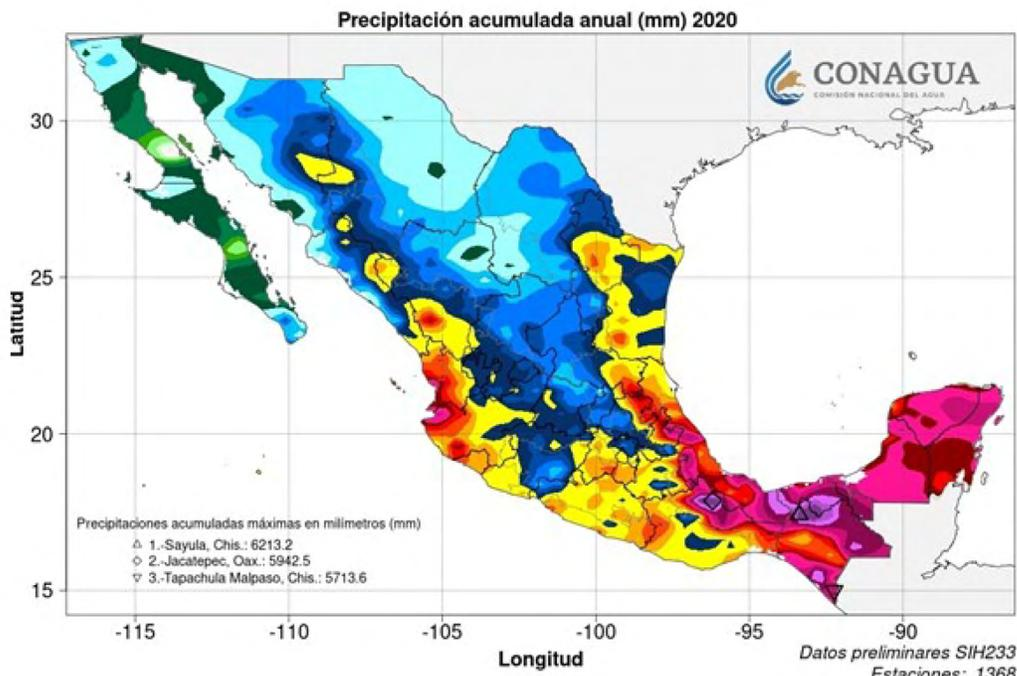 Precipitación acumulada anual (mm) 2020
CONAGUA
COMISIÓN NACIONAL DEL AGUA
30
25
20
15
Latitud
Precipitaciones acumuladas máximas en milímetros (mm)
1.-Sayula, Chis.: 6213.2
2.-Jacatepec, Oax.: 5942.5
3.-Tapachula Malpaso, Chis.: 5713.6
-115 -110 -105 -100 -95 -90
Longitud
Datos preliminares SIH233
Estaciones: 1368